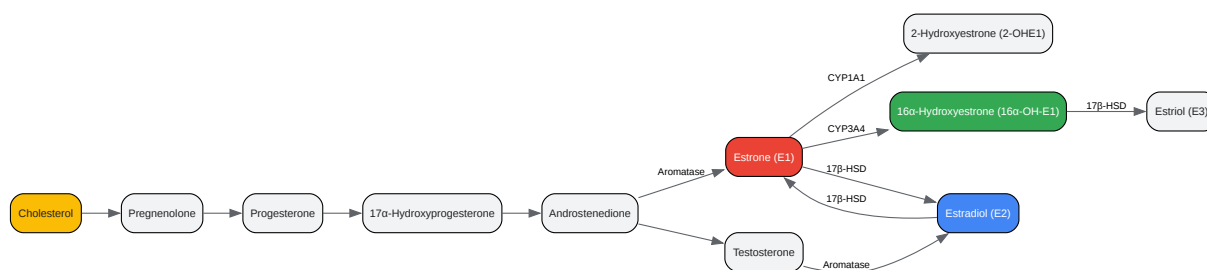 2-Hydroxyestrone (2-OHE1)
CYP1A1
16α-Hydroxyestrone (16α-OH-E1)
17β-HSD
Estriol (E3)
CYP3A4
Estrone (E1)
Aromatase
17β-HSD
17β-HSD
Cholesterol
Pregnenolone
Progesterone
17α-Hydroxyprogesterone
Androstenedione
Estradiol (E2)
Testosterone
Aromatase